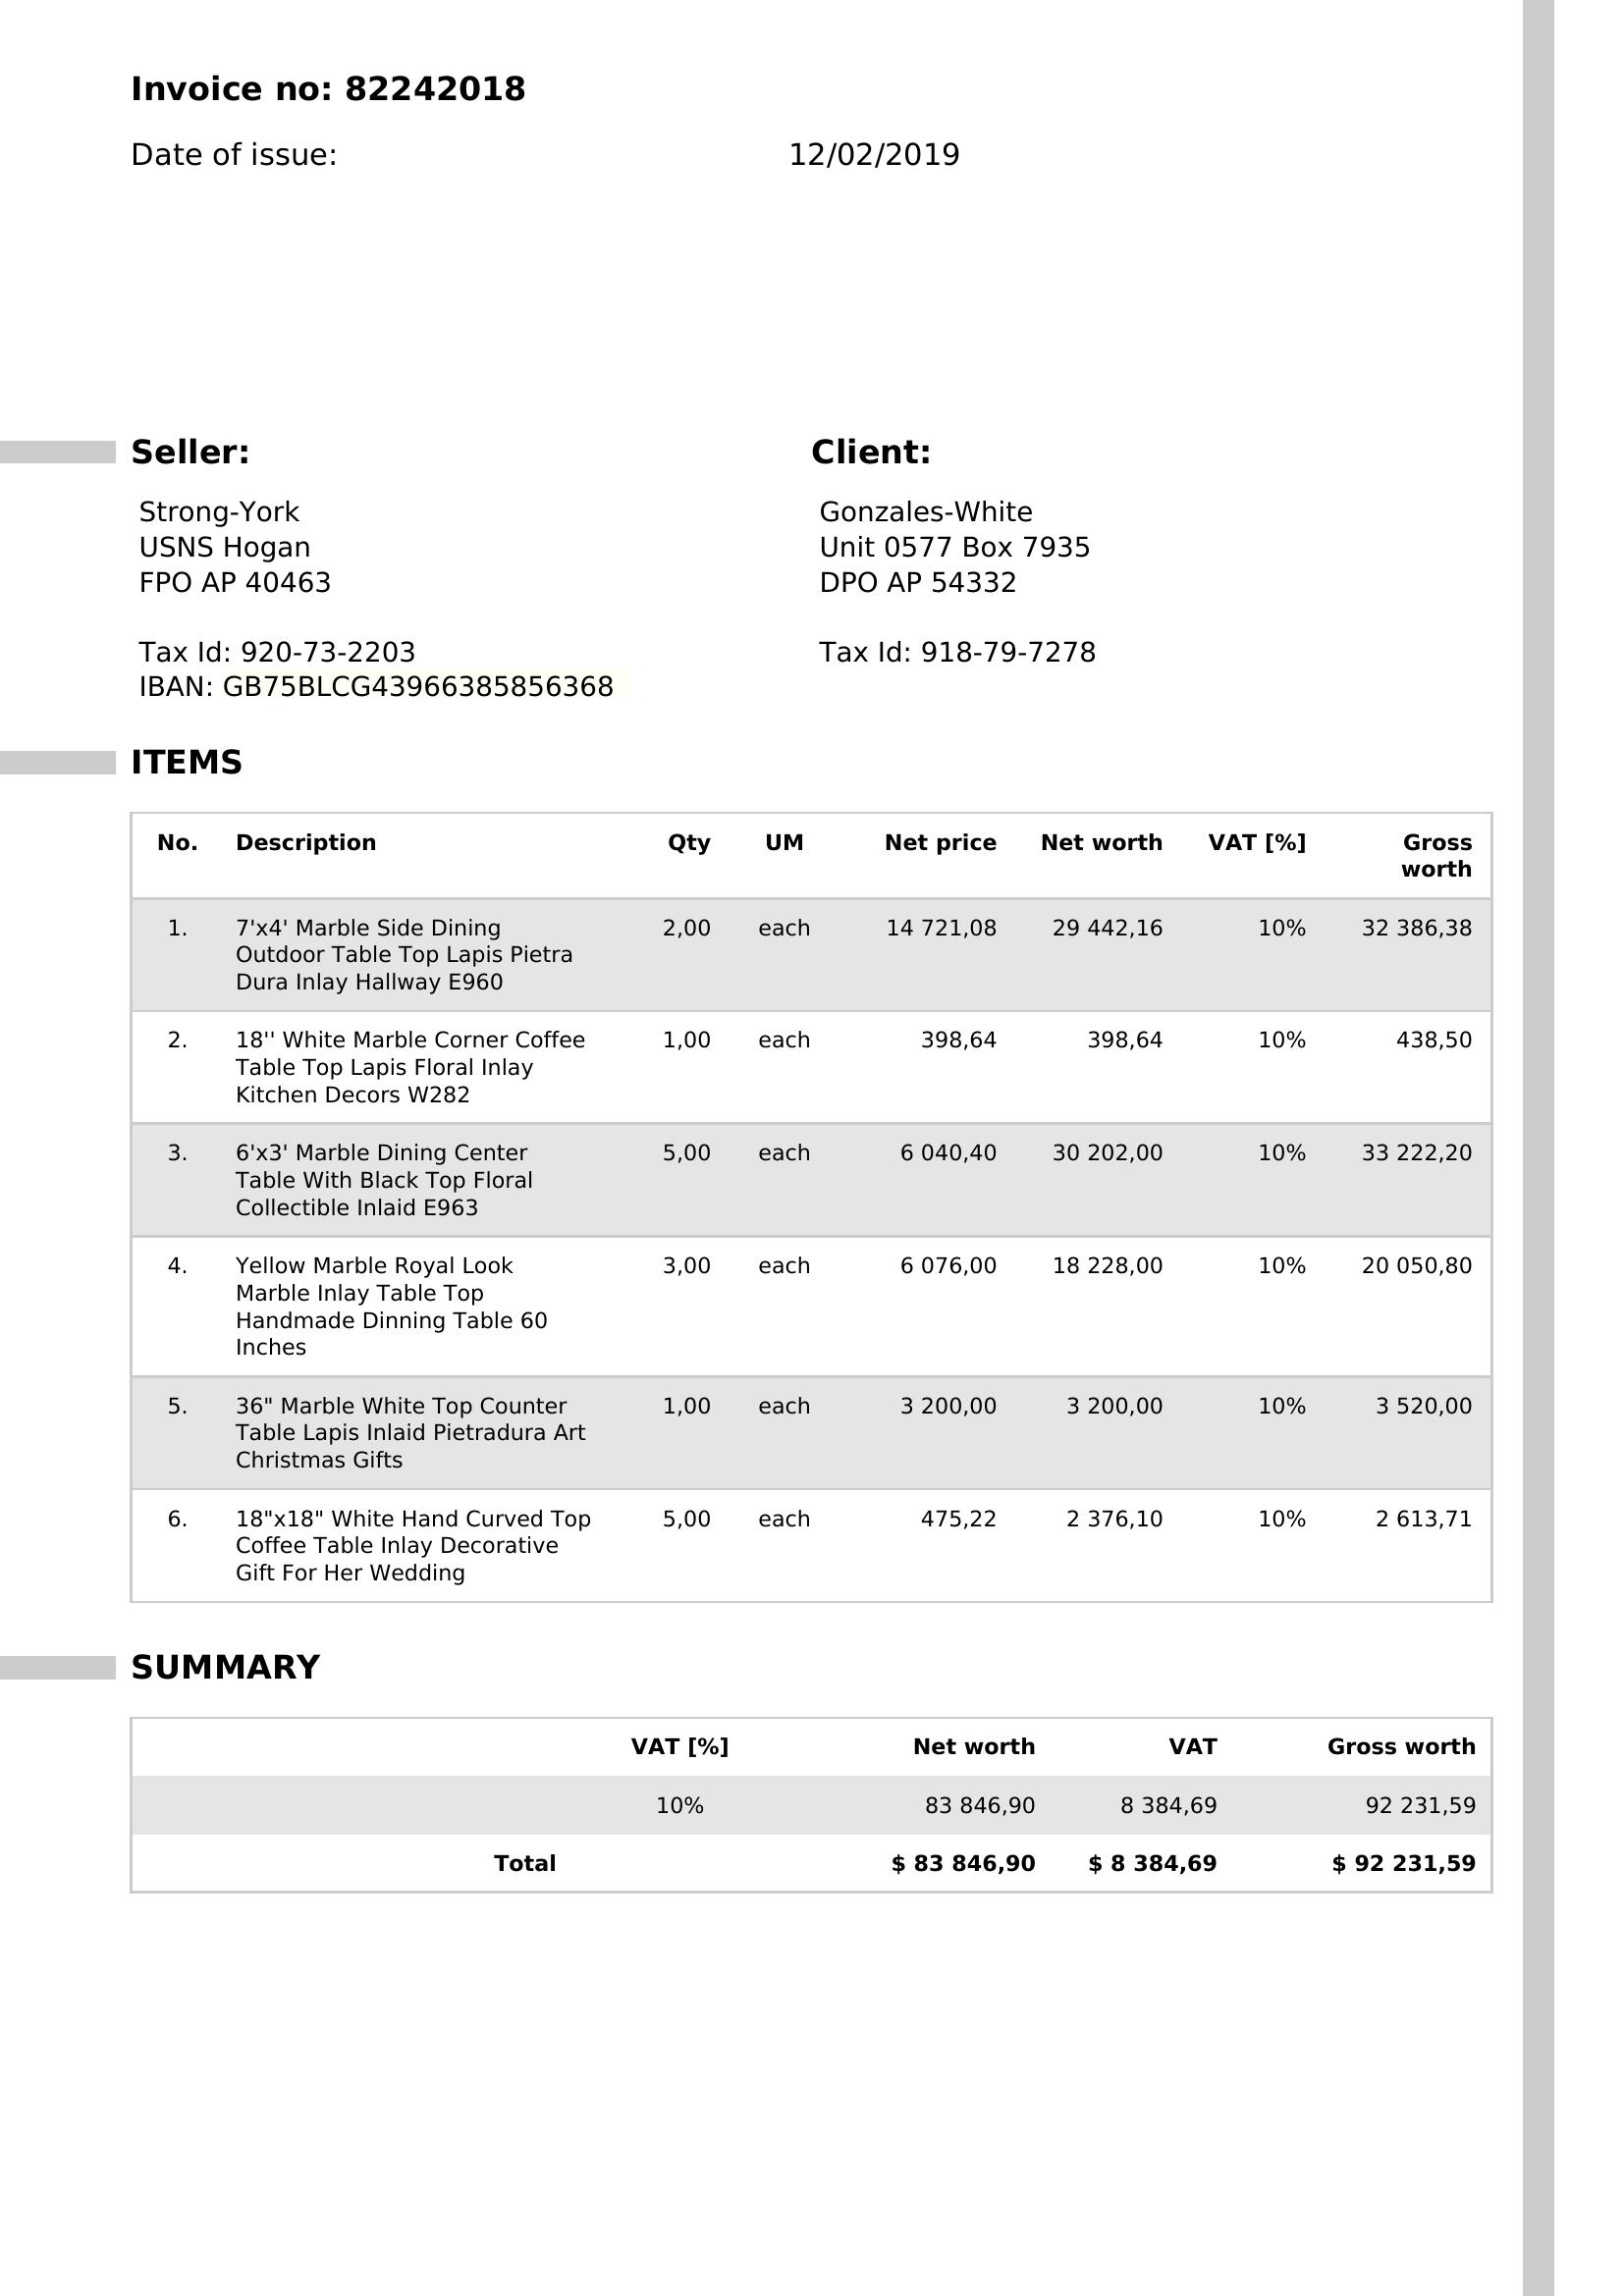 Invoice no: 82242018
Date of issue: 12/02/2019
Seller:
Strong-York
USNS Hogan
FPO AP 40463
Tax Id: 920-73-2203
IBAN: GB75BLCG43966385856368
Client:
Gonzales-White
Unit 0577 Box 7935
DPO AP 54332
Tax Id: 918-79-7278
ITEMS
No. Description Qty UM Net price Net worth VAT [%] Gross
worth
1. 7'x4' Marble Side Dining 2,00 each 14 721,08 29 442,16 10% 32 386,38
Outdoor Table Top Lapis Pietra
Dura Inlay Hallway E960
2. 18'' White Marble Corner Coffee 1,00 each 398,64 398,64 10% 438,50
Table Top Lapis Floral Inlay
Kitchen Decors W282
3. 6'x3' Marble Dining Center 5,00 each 6 040,40 30 202,00 10% 33 222,20
Table With Black Top Floral
Collectible Inlaid E963
4. Yellow Marble Royal Look 3,00 each 6 076,00 18 228,00 10% 20 050,80
Marble Inlay Table Top
Handmade Dinning Table 60
Inches
5. 36" Marble White Top Counter 1,00 each 3 200,00 3 200,00 10% 3 520,00
Table Lapis Inlaid Pietradura Art
Christmas Gifts
6. 18"x18" White Hand Curved Top 5,00 each 475,22 2 376,10 10% 2 613,71
Coffee Table Inlay Decorative
Gift For Her Wedding
SUMMARY
VAT [%] Net worth VAT Gross worth
10% 83 846,90 8 384,69 92 231,59
Total $ 83 846,90 $ 8 384,69 $ 92 231,59